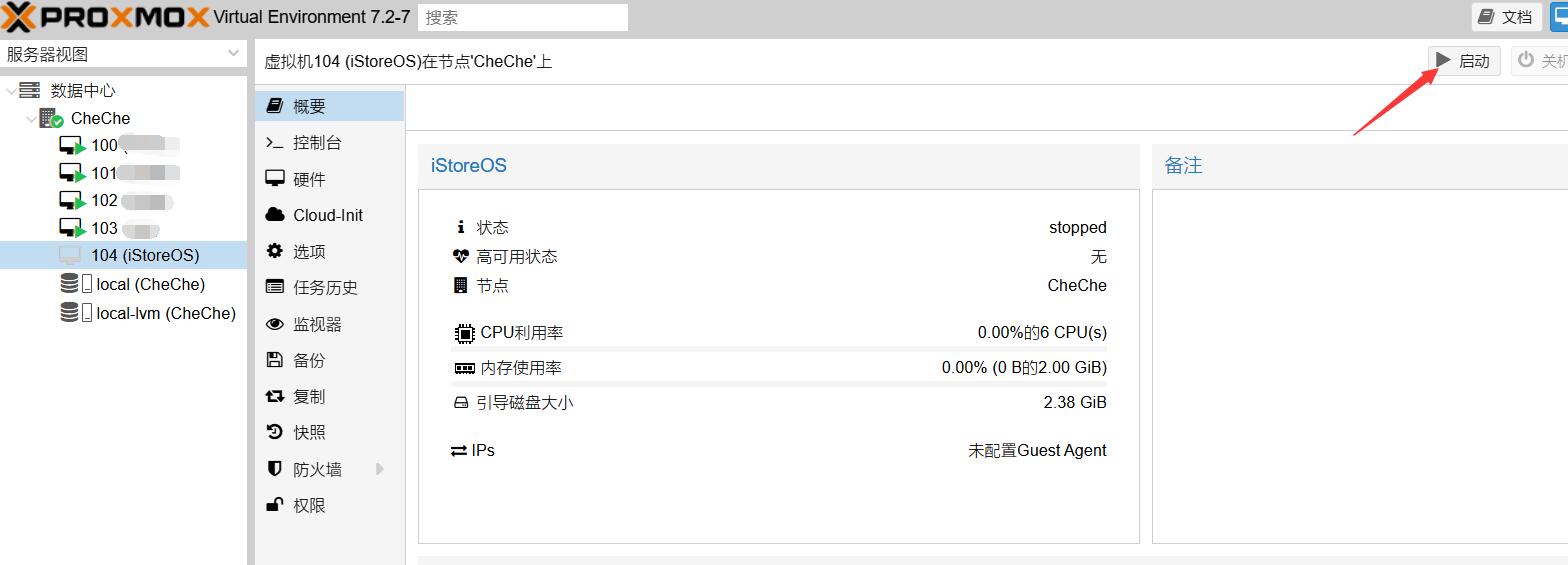 PROXMOX Virtual Environment 7.2-7 搜索 文档
服务器视图
虚拟机104 (iStoreOS)在节点'CheChe'上 启动 关机
数据中心
CheChe
100 (
101
102
103
104 (iStoreOS)
local (CheChe)
local-lvm (CheChe)
概要
控制台
硬件
Cloud-Init
选项
任务历史
监视器
备份
复制
快照
防火墙
权限
iStoreOS
状态 stopped
高可用状态 无
节点 CheChe
CPU利用率 0.00%的6 CPU(s)
内存使用率 0.00% (0 B的2.00 GiB)
引导磁盘大小 2.38 GiB
IPs 未配置Guest Agent
备注